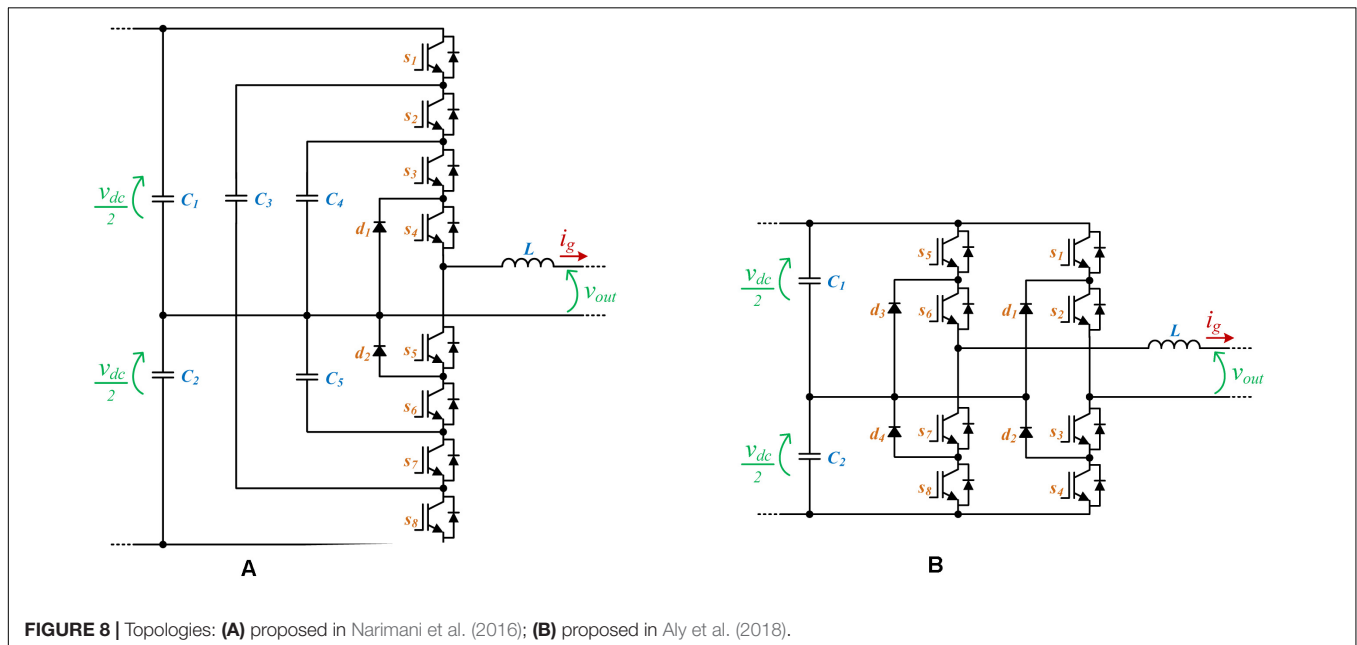 s1
s2
s3
s4
s5
s6
s7
s8
d1
d2
C1
C2
C3
C4
C5
vdc
2
vdc
2
L
ig
vout
A
s5
s6
s7
s8
s1
s2
s3
s4
d3
d4
d1
d2
C1
C2
vdc
2
vdc
2
L
ig
vout
B
FIGURE 8 | Topologies: (A) proposed in Narimani et al. (2016); (B) proposed in Aly et al. (2018).